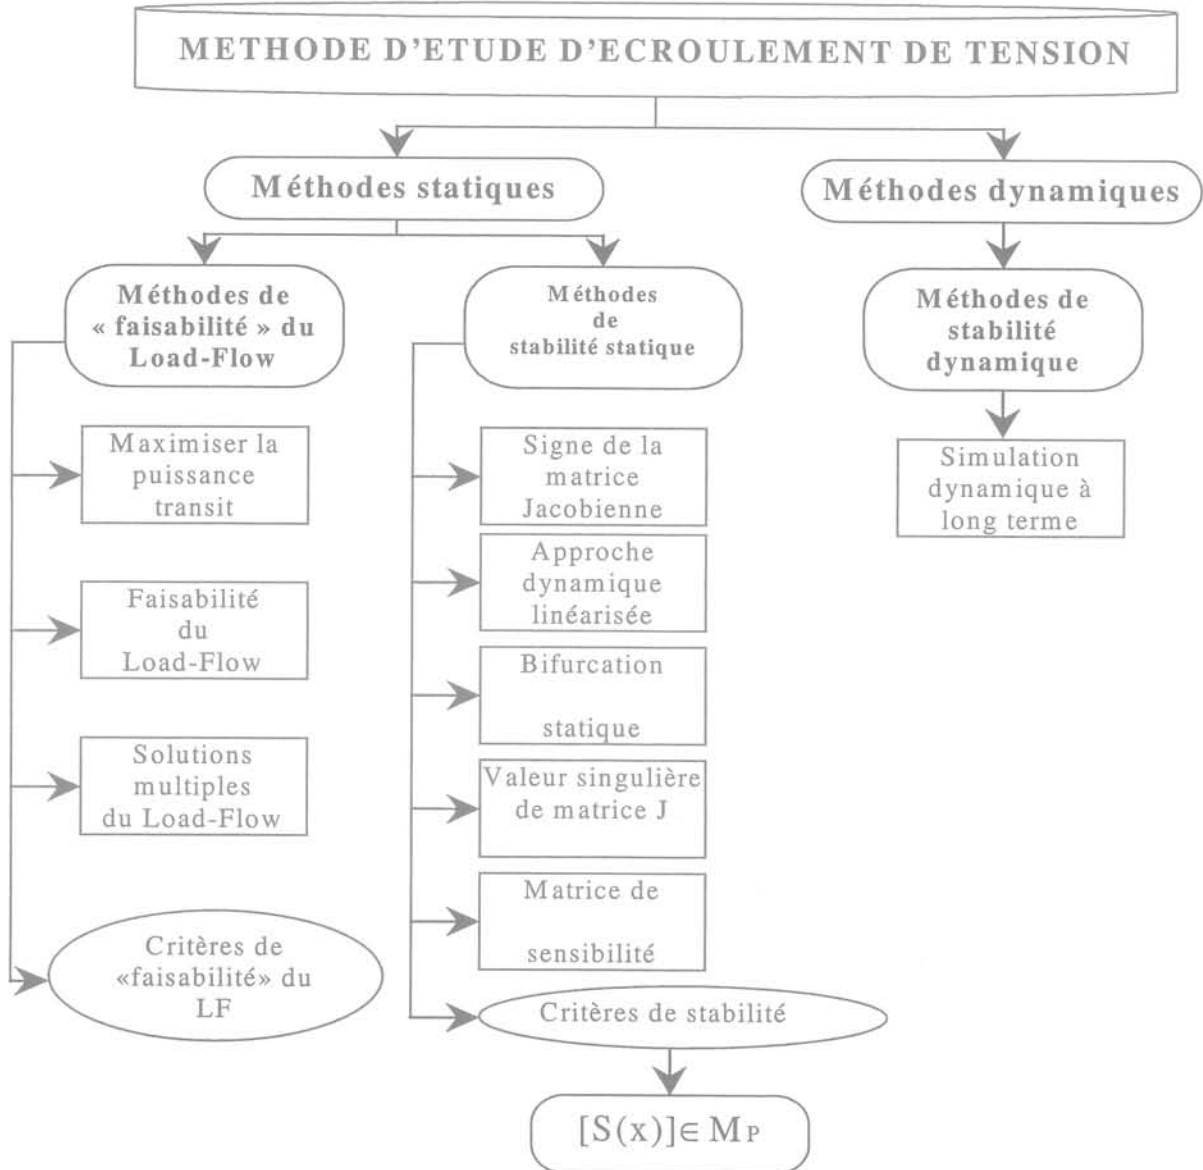 METHODE D'ETUDE D'ECROULEMENT DE TENSION
Méthodes statiques
Méthodes dynamiques
Méthodes de
« faisabilité » du
Load-Flow
Méthodes
de
stabilité statique
Méthodes de
stabilité
dynamique
Maximiser la
puissance
transit
Faisabilité
du
Load-Flow
Solutions
multiples
du Load-Flow
Critères de
«faisabilité» du
LF
Signe de la
matrice
Jacobienne
Approche
dynamique
linéarisée
Bifurcation
statique
Valeur singulière
de matrice J
Matrice de
sensibilité
Critères de stabilité
[S(x)]∈ MP
Simulation
dynamique à
long terme